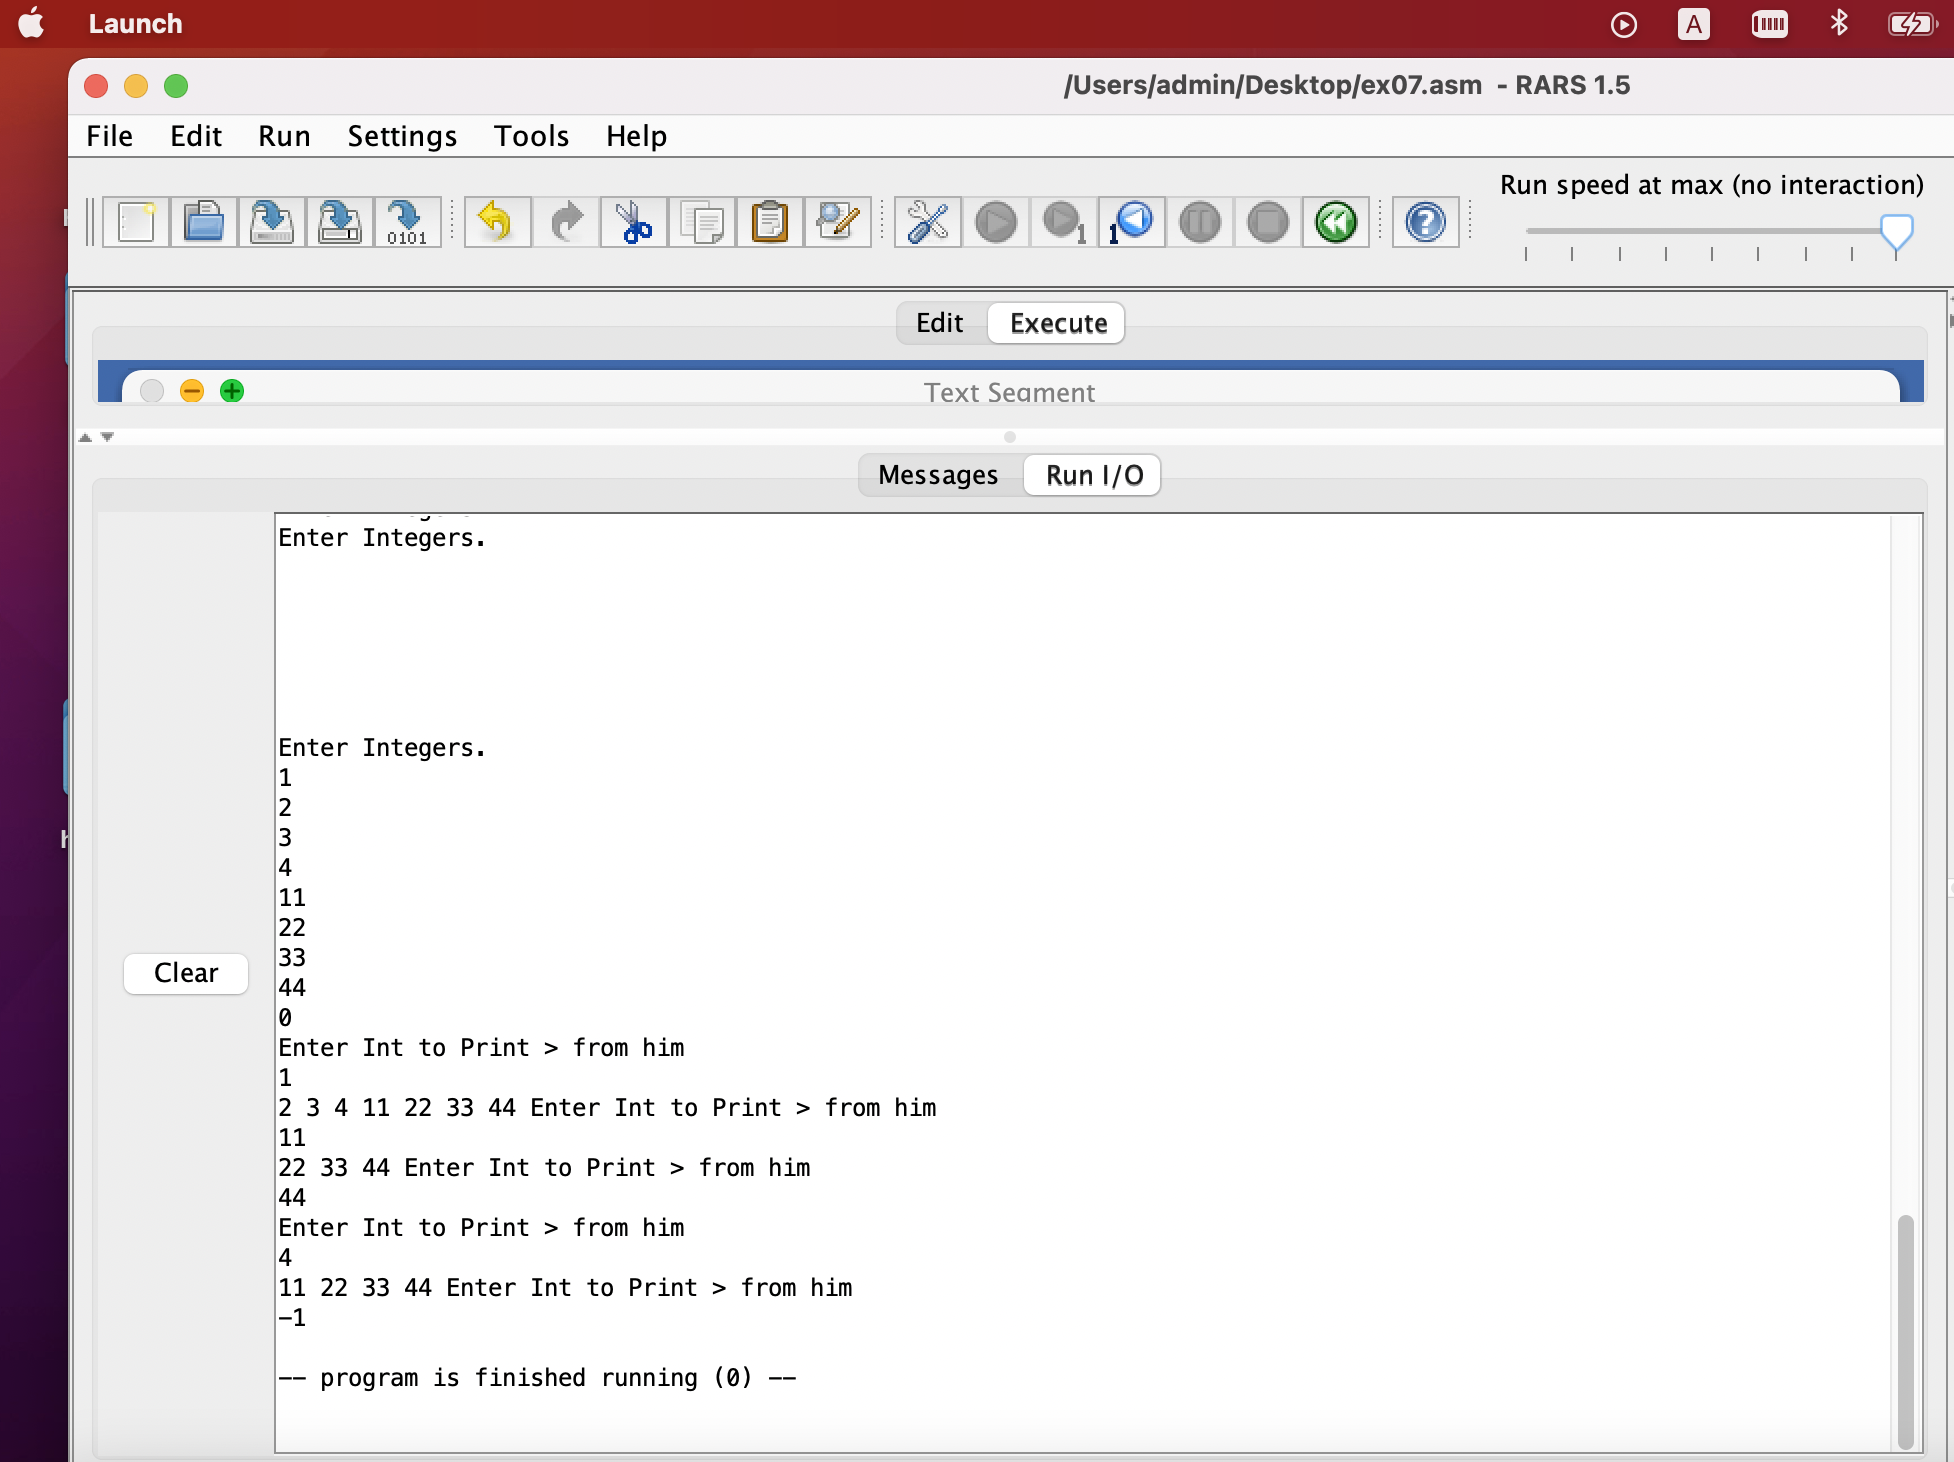 Launch
A
/Users/admin/Desktop/ex07.asm - RARS 1.5
File Edit Run Settings Tools Help
Run speed at max (no interaction)
0101
1
1
?
Edit Execute
Text Segment
Messages Run I/O
Enter Integers.
Enter Integers.
1
2
3
4
11
22
33
44
0
Clear
Enter Int to Print > from him
1
2 3 4 11 22 33 44 Enter Int to Print > from him
11
22 33 44 Enter Int to Print > from him
44
Enter Int to Print > from him
4
11 22 33 44 Enter Int to Print > from him
-1
-- program is finished running (0) --